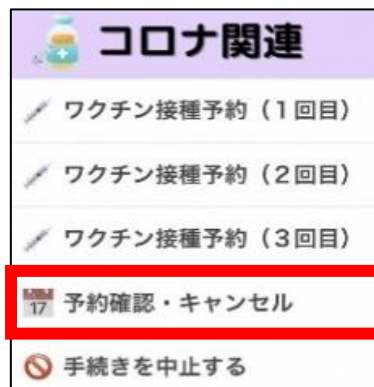 コロナ関連
ワクチン接種予約（1回目）
ワクチン接種予約（2回目）
ワクチン接種予約（3回目）
17 予約確認・キャンセル
手続きを中止する